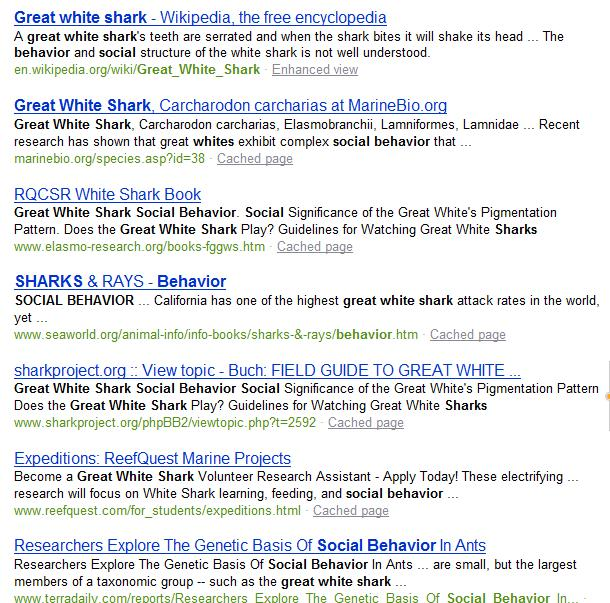 Great white shark - Wikipedia, the free encyclopedia
A great white shark's teeth are serrated and when the shark bites it will shake its head ... The
behavior and social structure of the white shark is not well understood.
en.wikipedia.org/wiki/Great_White_Shark · Enhanced view
Great White Shark, Carcharodon carcharias at MarineBio.org
Great White Shark, Carcharodon carcharias, Elasmobranchii, Lamniformes, Lamnidae ... Recent
research has shown that great whites exhibit complex social behavior that ...
marinebio.org/species.asp?id=38 · Cached page
RQCSR White Shark Book
Great White Shark Social Behavior. Social Significance of the Great White's Pigmentation
Pattern. Does the Great White Shark Play? Guidelines for Watching Great White Sharks
www.elasmo-research.org/books-fggws.htm · Cached page
SHARKS & RAYS - Behavior
SOCIAL BEHAVIOR ... California has one of the highest great white shark attack rates in the world,
yet ...
www.seaworld.org/animal-info/info-books/sharks-&-rays/behavior.htm · Cached page
sharkproject.org :: View topic - Buch: FIELD GUIDE TO GREAT WHITE ...
Great White Shark Social Behavior Social Significance of the Great White's Pigmentation Pattern
Does the Great White Shark Play? Guidelines for Watching Great White Sharks
www.sharkproject.org/phpBB2/viewtopic.php?t=2592 · Cached page
Expeditions: ReefQuest Marine Projects
Become a Great White Shark Volunteer Research Assistant - Apply Today! These electrifying ...
research will focus on White Shark learning, feeding, and social behavior ...
www.reefquest.com/for_students/expeditions.html · Cached page
Researchers Explore The Genetic Basis Of Social Behavior In Ants
Researchers Explore The Genetic Basis Of Social Behavior In Ants ... are small, but the largest
members of a taxonomic group -- such as the great white shark ...
www.terradaily.com/reports/Researchers_Explore_The_Genetic_Basis_Of_Social_Behavior_In... ·